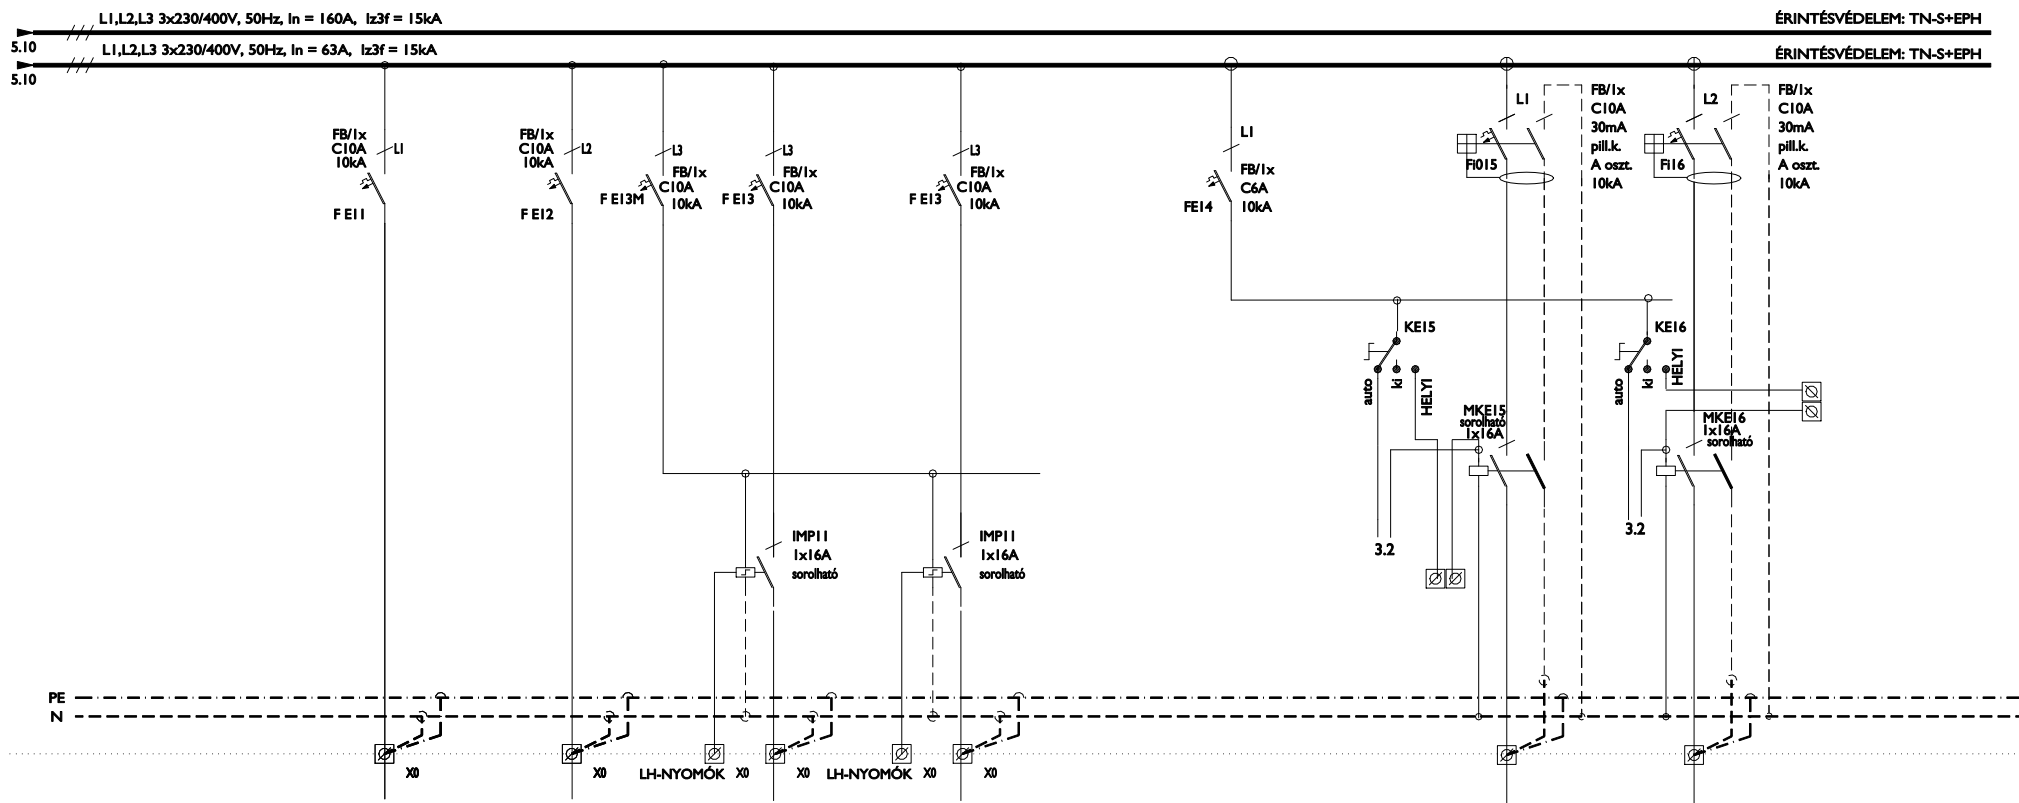 L1,L2,L3 3x230/400V, 50Hz, In = 160A, Iz3f = 15kA
ÉRINTÉSVÉDELEM: TN-S+EPH
5.10
L1,L2,L3 3x230/400V, 50Hz, In = 63A, Iz3f = 15kA
ÉRINTÉSVÉDELEM: TN-S+EPH
5.10
FB/1x
C10A
10kA
L1
F E11
FB/1x
C10A
10kA
L2
F E12
L3
FB/1x
C10A
10kA
F E13M
L3
FB/1x
C10A
10kA
F E13
L3
FB/1x
C10A
10kA
F E13
L1
FB/1x
C6A
10kA
FE14
L1
FB/1x
C10A
30mA
pill.k.
A oszt.
10kA
Fi015
L2
FB/1x
C10A
30mA
pill.k.
A oszt.
10kA
Fi16
KE15
auto
ki
HELYI
KE16
auto
ki
HELYI
MKE15
sorolható
1x16A
MKE16
1x16A
sorolható
3.2
3.2
IMP11
1x16A
sorolható
IMP11
1x16A
sorolható
PE
N
X0
X0
LH-NYOMÓK
X0
X0
LH-NYOMÓK
X0
X0